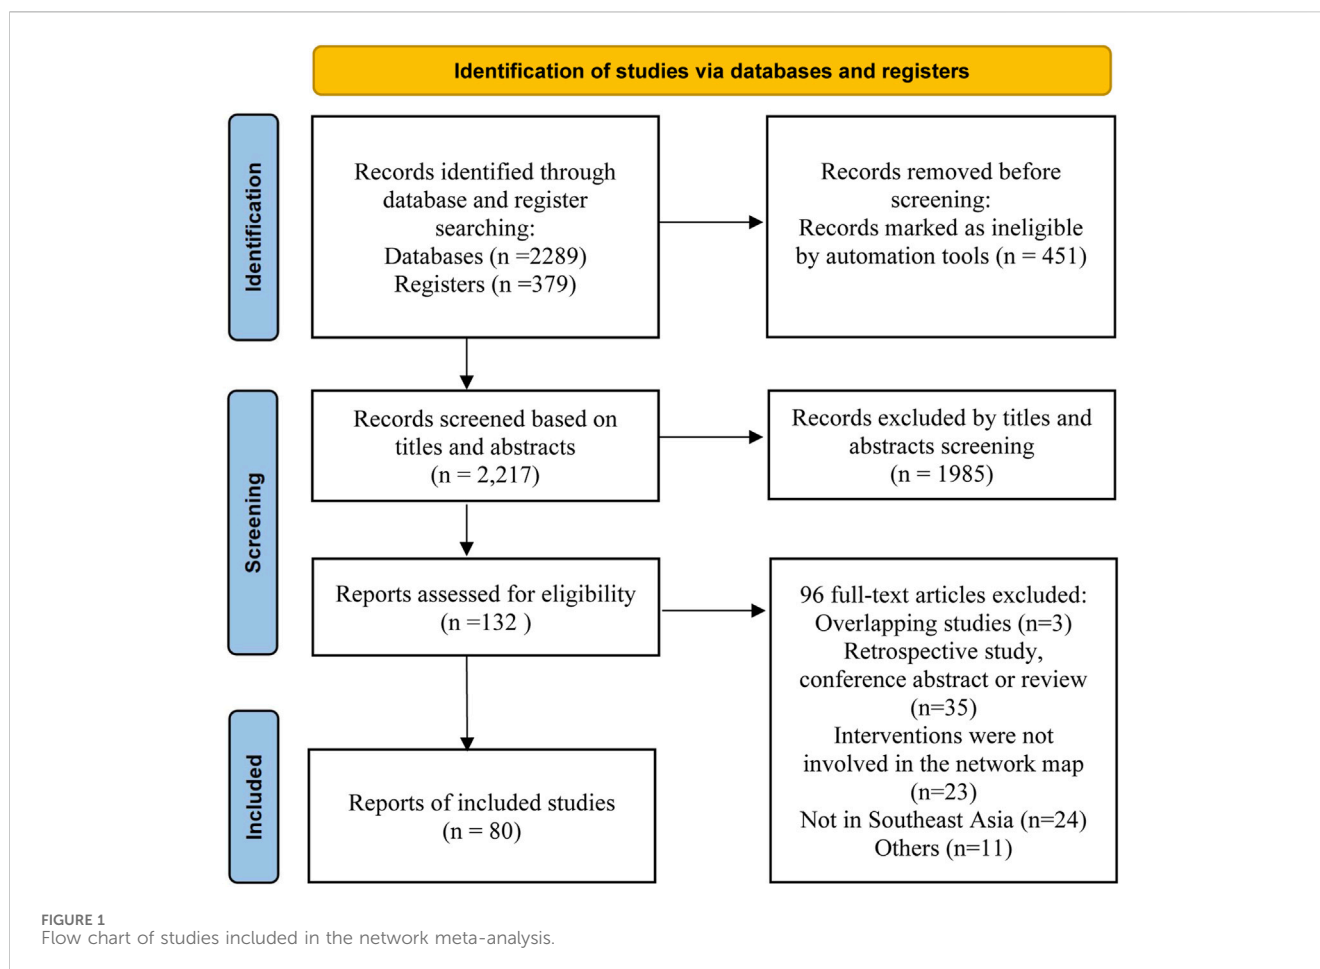 Identification of studies via databases and registers
Identification
Records identified through
database and register
searching:
Databases (n =2289)
Registers (n =379)
Records removed before
screening:
Records marked as ineligible
by automation tools (n = 451)
Screening
Records screened based on
titles and abstracts
(n = 2,217)
Records excluded by titles and
abstracts screening
(n = 1985)
Reports assessed for eligibility
(n =132 )
96 full-text articles excluded:
Overlapping studies (n=3)
Retrospective study,
conference abstract or review
(n=35)
Interventions were not
involved in the network map
(n=23)
Not in Southeast Asia (n=24)
Others (n=11)
Included
Reports of included studies
(n = 80)
FIGURE 1
Flow chart of studies included in the network meta-analysis.